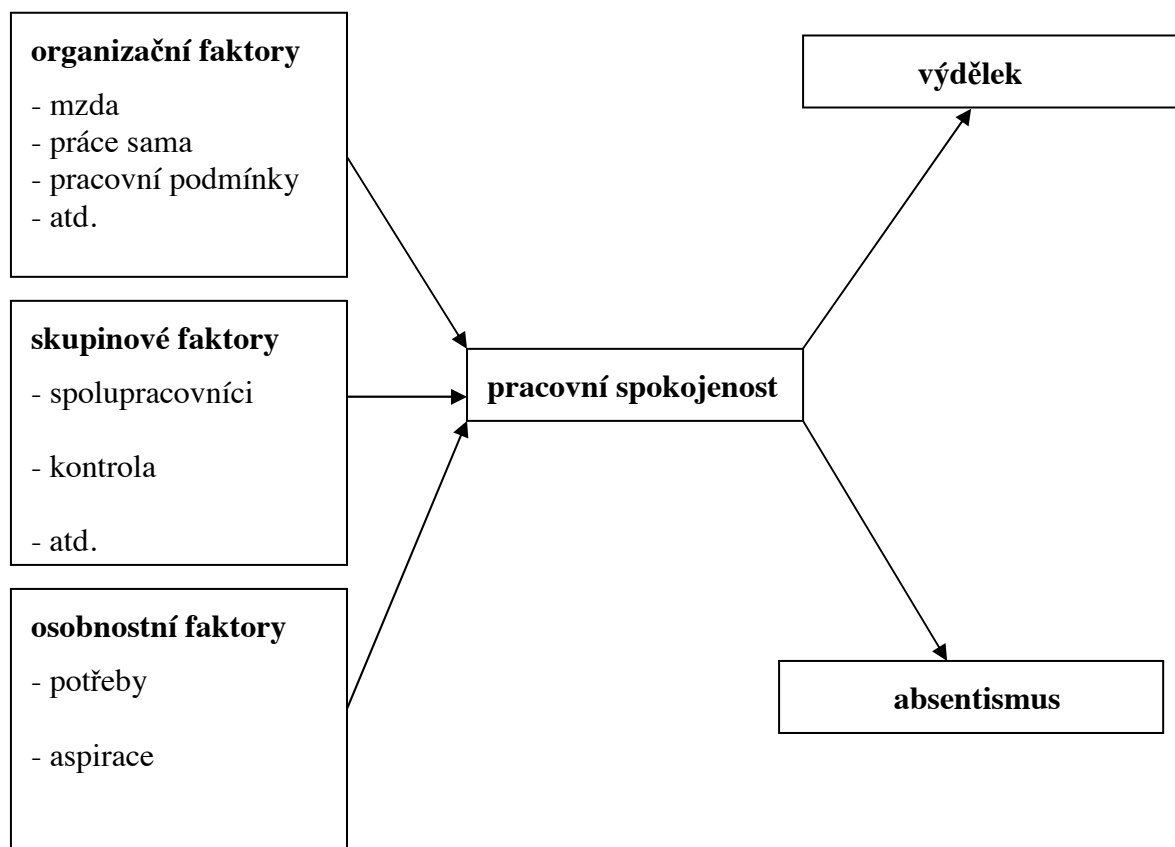 organizační faktory
- mzda
- práce sama
- pracovní podmínky
- atd.
skupinové faktory
- spolupracovníci
- kontrola
- atd.
osobnostní faktory
- potřeby
- aspirace
pracovní spokojenost
výdělek
absentismus